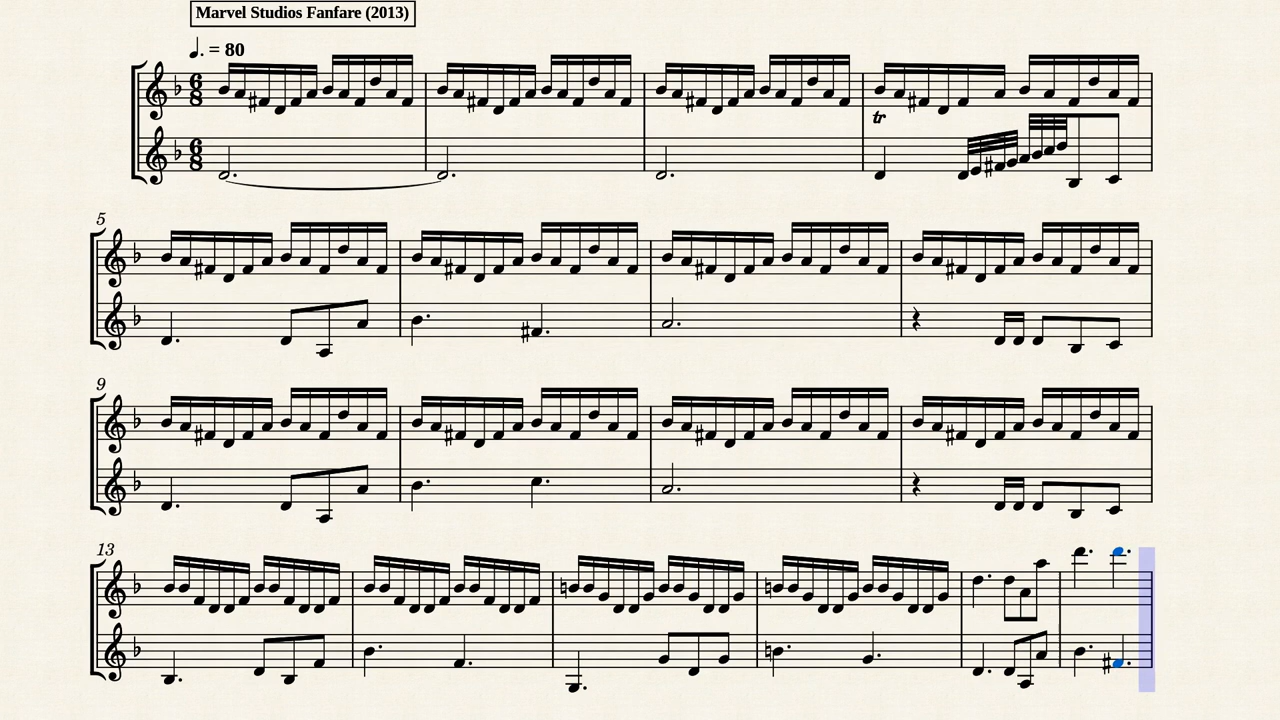 Marvel Studios Fanfare (2013)
♩. = 80
6
8
6
8
tr
5
9
13